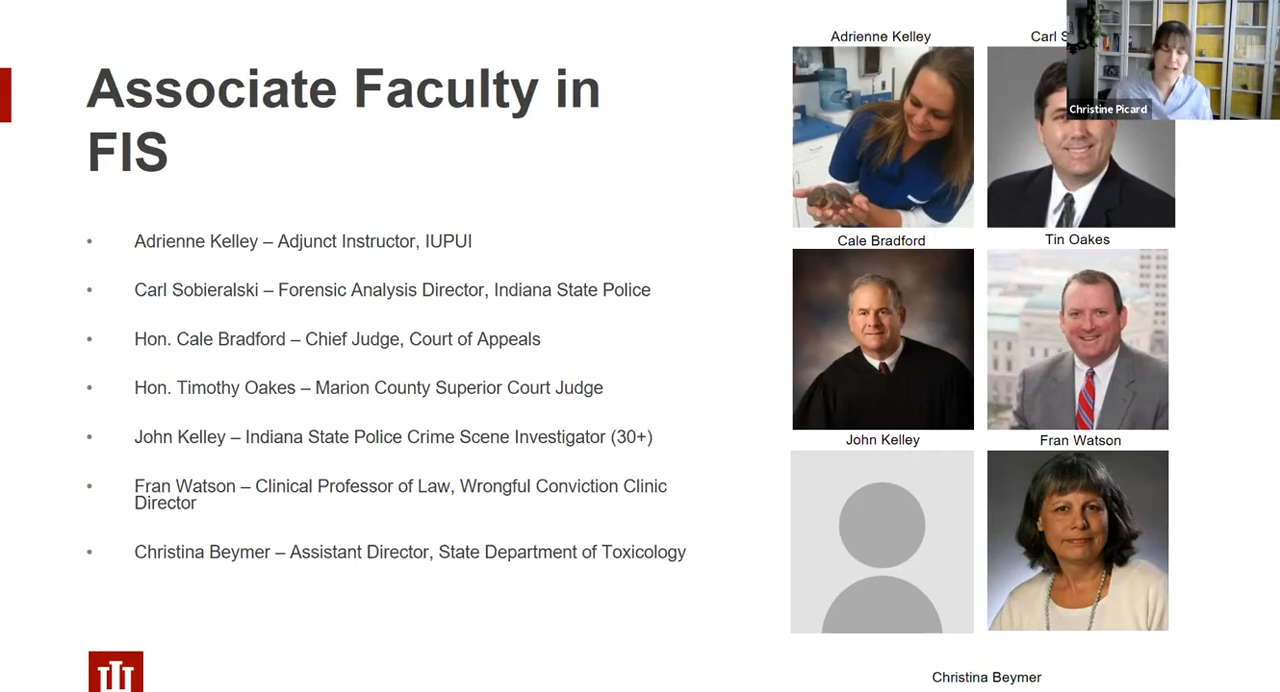 Associate Faculty in
FIS
• Adrienne Kelley – Adjunct Instructor, IUPUI
• Carl Sobieralski – Forensic Analysis Director, Indiana State Police
• Hon. Cale Bradford – Chief Judge, Court of Appeals
• Hon. Timothy Oakes – Marion County Superior Court Judge
• John Kelley – Indiana State Police Crime Scene Investigator (30+)
• Fran Watson – Clinical Professor of Law, Wrongful Conviction Clinic
Director
• Christina Beymer – Assistant Director, State Department of Toxicology
Adrienne Kelley
Carl S
Christine Picard
Cale Bradford
Tin Oakes
John Kelley
Fran Watson
Christina Beymer